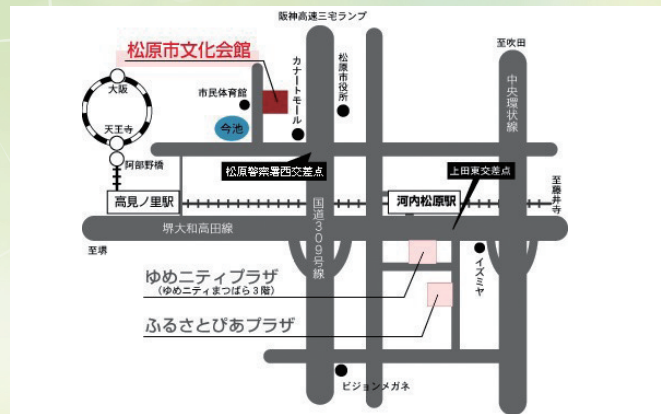 阪神高速三宅ランプ
松原市文化会館
至吹田
大阪
市民体育館
カナートモール
松原市役所
中央環状線
今池
天王寺
阿部野橋
松原警察署西交差点
上田東交差点
高見ノ里駅
河内松原駅
至藤井寺
国道309号線
堺大和高田線
至堺
イズミヤ
ゆめニティプラザ
(ゆめニティまつばら3階)
ふるさとぴあプラザ
ビジョンメガネ